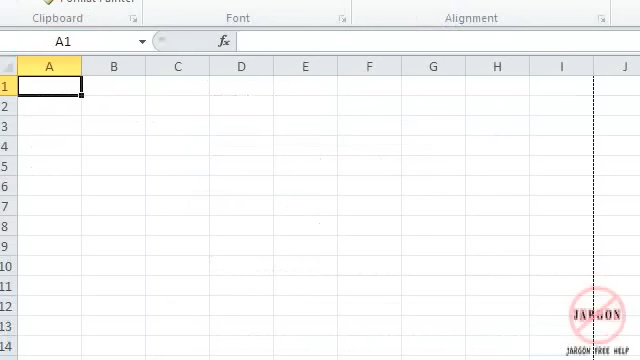 Format Painter
Clipboard Font Alignment
A1 fx
A B C D E F G H I J
1
2
3
4
5
6
7
8
9
10
11
12
13
14
JARGON
JARGON FREE HELP